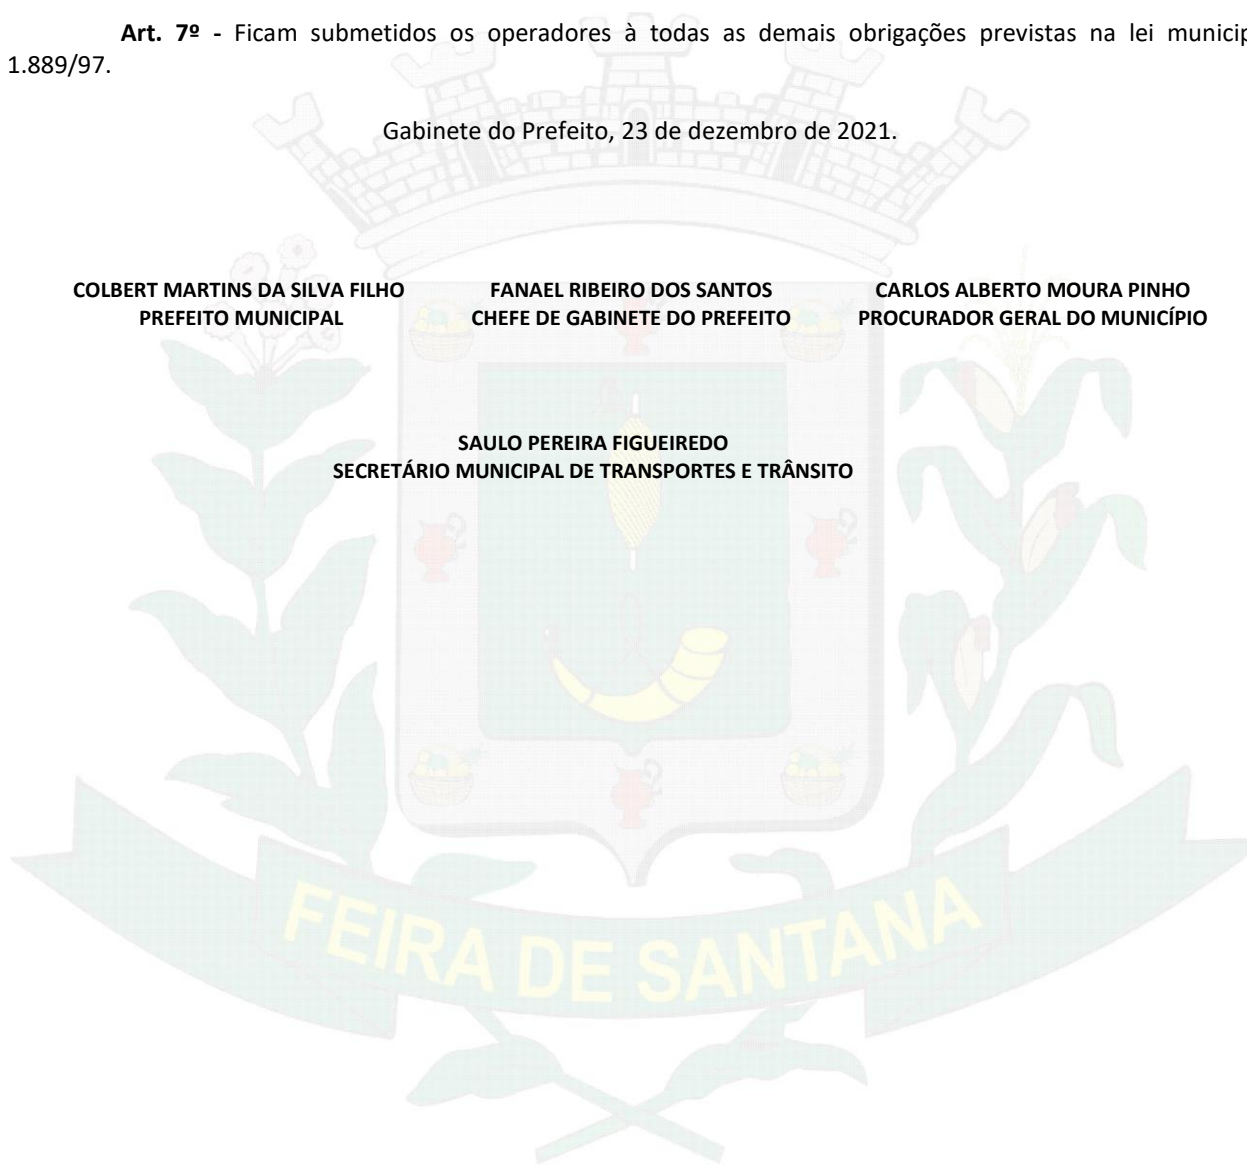 Art. 7º - Ficam submetidos os operadores à todas as demais obrigações previstas na lei
1.889/97.
Gabinete do Prefeito, 23 de dezembro de 2021.
COLBERT MARTINS DA SILVA FILHO FANAEL RIBEIRO DOS SANTOS CARLOS ALBERTO MOURA PINHO
PREFEITO MUNICIPAL CHEFE DE GABINETE DO PREFEITO PROCURADOR GERAL DO MUNICÍPIO
SAULO PEREIRA FIGUEIREDO
SECRETÁRIO MUNICIPAL DE TRANSPORTES E TRÂNSITO
FEIRA DE SANTANA